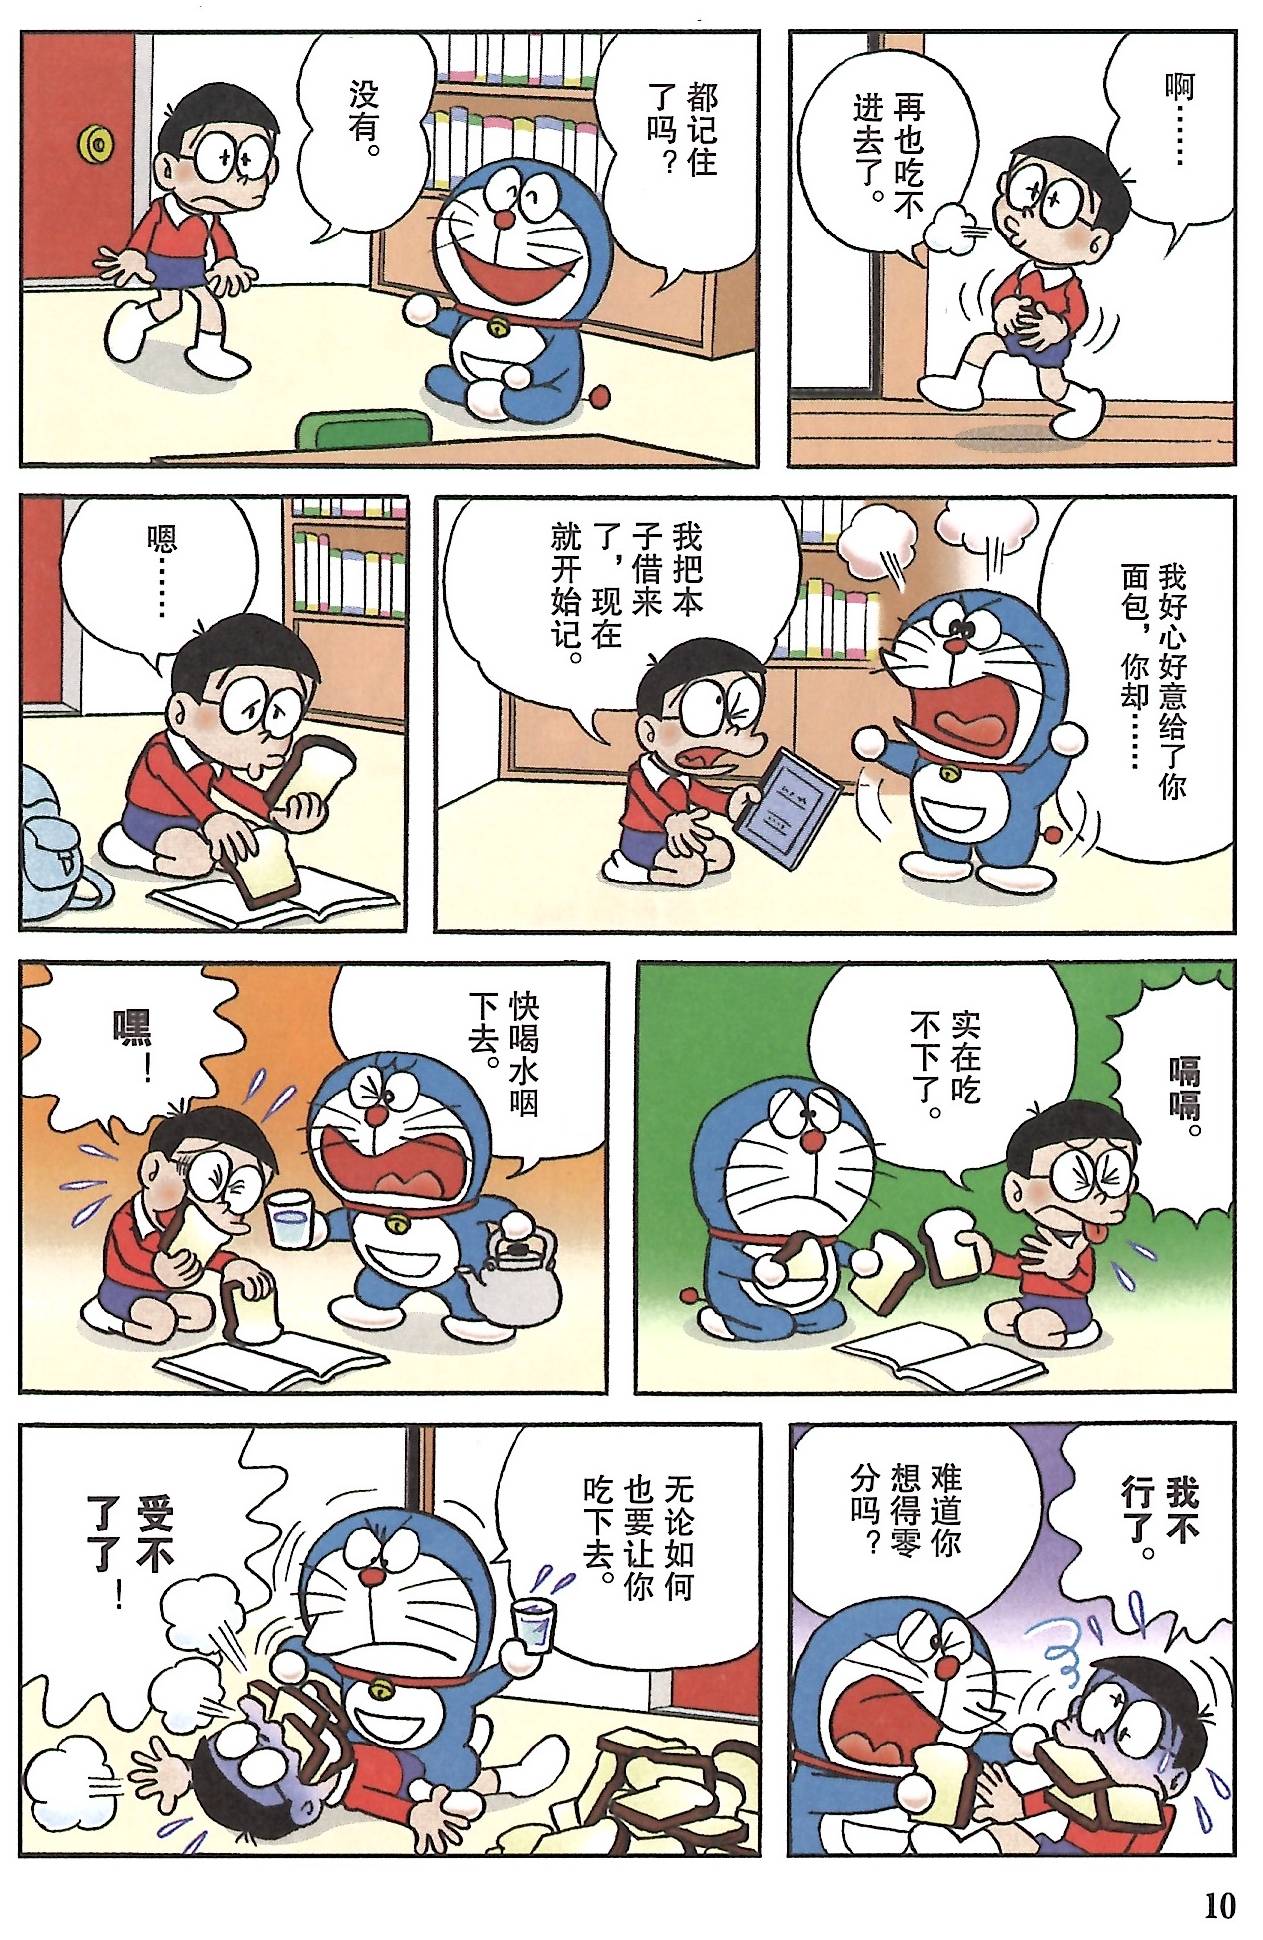 啊……
再也吃不
进去了。
都记住
了吗？
没有。
我好心好意给了你
面包，你却……
我把本
子借来
了，现在
就开始记。
嗯……
嗝嗝。
实在吃
不下了。
快喝水咽
下去。
嘿！
我不
行了。
难道你
想得零
分吗？
无论如何
也要让你
吃下去。
受不
了了！
10